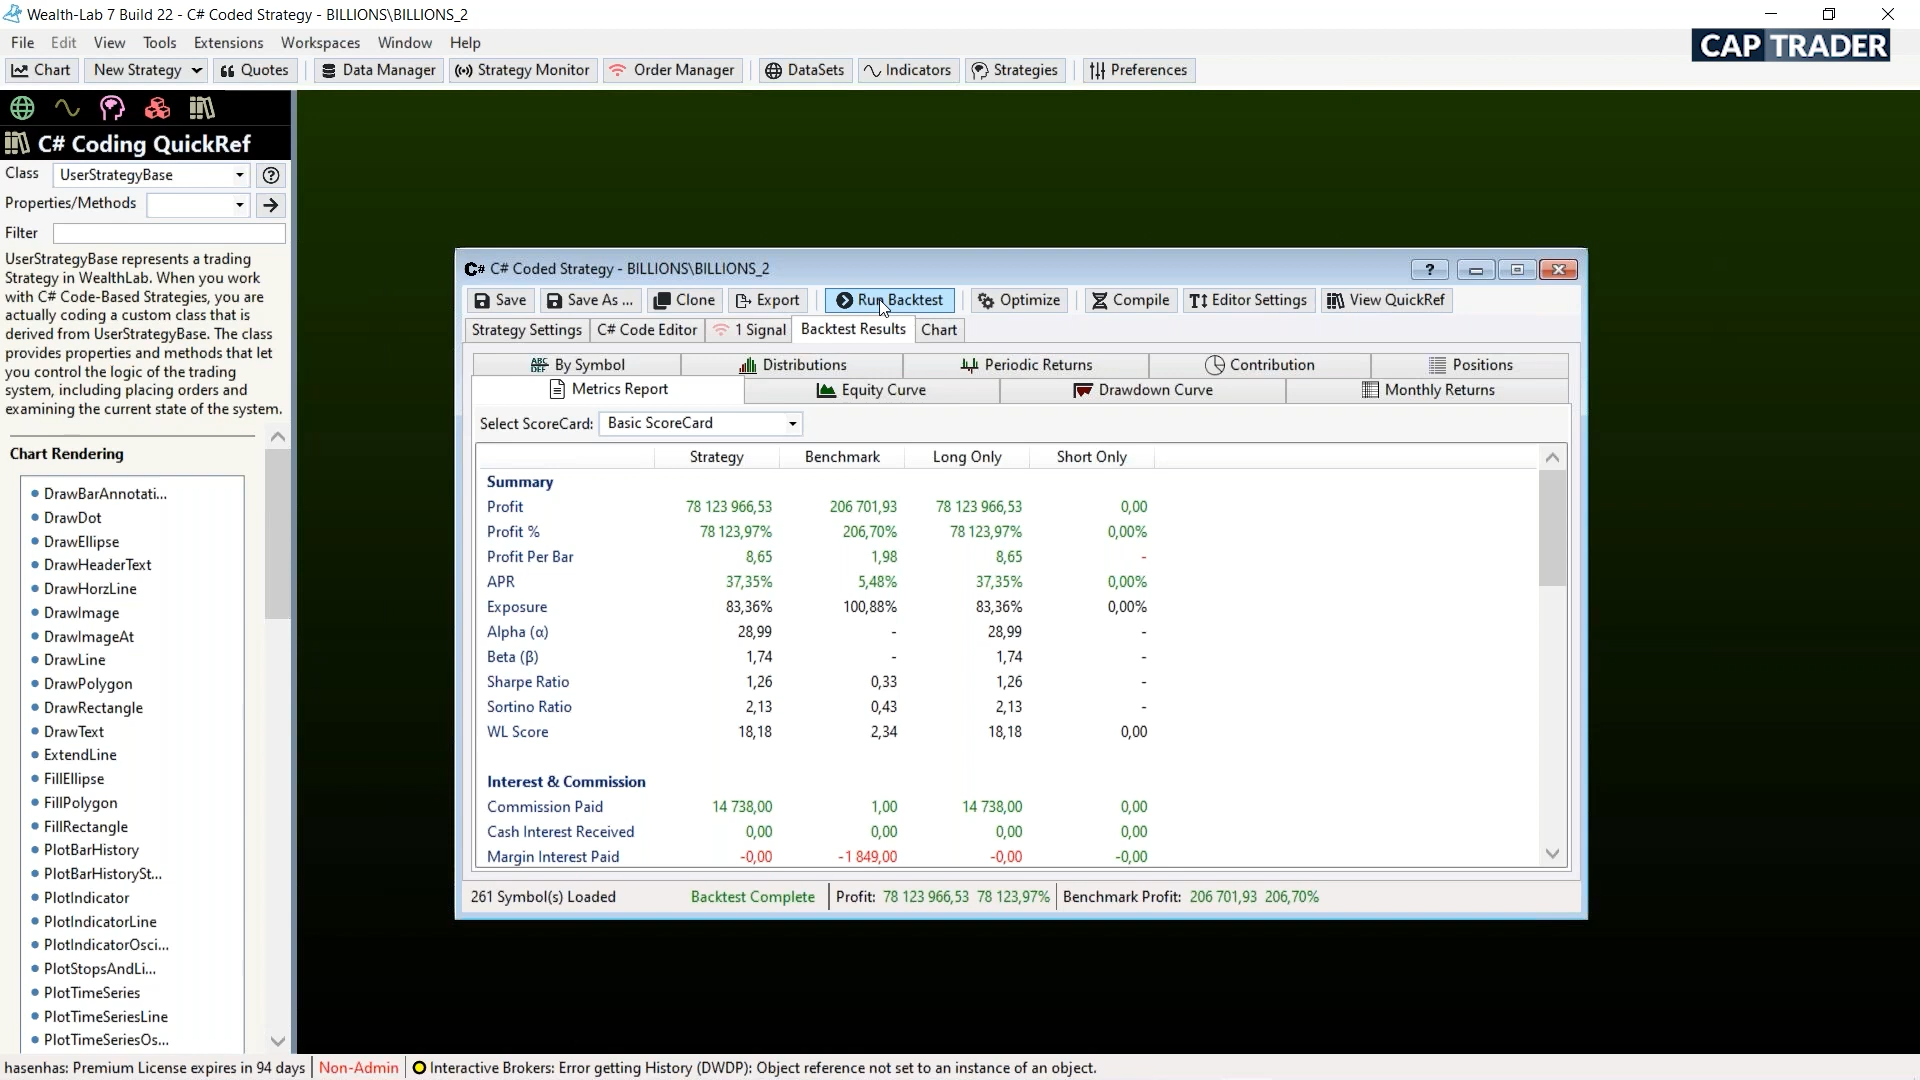 Wealth-Lab 7 Build 22 - C# Coded Strategy - BILLIONS\BILLIONS_2
File Edit View Tools Extensions Workspaces Window Help
CAP TRADER
Chart New Strategy Quotes Data Manager Strategy Monitor Order Manager DataSets Indicators Strategies Preferences
C# Coding QuickRef
Class UserStrategyBase
Properties/Methods
Filter
UserStrategyBase represents a trading
Strategy in WealthLab. When you work
with C# Code-Based Strategies, you are
actually coding a custom class that is
derived from UserStrategyBase. The class
provides properties and methods that let
you control the logic of the trading
system, including placing orders and
examining the current state of the system.
Chart Rendering
DrawBarAnnotati...
DrawDot
DrawEllipse
DrawHeaderText
DrawHorzLine
DrawImage
DrawImageAt
DrawLine
DrawPolygon
DrawRectangle
DrawText
ExtendLine
FillEllipse
FillPolygon
FillRectangle
PlotBarHistory
PlotBarHistorySt...
PlotIndicator
PlotIndicatorLine
PlotIndicatorOsci...
PlotStopsAndLi...
PlotTimeSeries
PlotTimeSeriesLine
PlotTimeSeriesOs...
C# C# Coded Strategy - BILLIONS\BILLIONS_2
Save Save As ... Clone Export Run Backtest Optimize Compile Editor Settings View QuickRef
Strategy Settings C# Code Editor 1 Signal Backtest Results Chart
ABC DEF By Symbol Distributions Periodic Returns Contribution Positions
Metrics Report Equity Curve Drawdown Curve Monthly Returns
Select ScoreCard: Basic ScoreCard
Strategy Benchmark Long Only Short Only
Summary
Profit 78 123 966,53 206 701,93 78 123 966,53 0,00
Profit % 78 123,97% 206,70% 78 123,97% 0,00%
Profit Per Bar 8,65 1,98 8,65 -
APR 37,35% 5,48% 37,35% 0,00%
Exposure 83,36% 100,88% 83,36% 0,00%
Alpha (α) 28,99 - 28,99 -
Beta (β) 1,74 - 1,74 -
Sharpe Ratio 1,26 0,33 1,26 -
Sortino Ratio 2,13 0,43 2,13 -
WL Score 18,18 2,34 18,18 0,00
Interest & Commission
Commission Paid 14 738,00 1,00 14 738,00 0,00
Cash Interest Received 0,00 0,00 0,00 0,00
Margin Interest Paid -0,00 -1 849,00 -0,00 -0,00
261 Symbol(s) Loaded Backtest Complete Profit: 78 123 966,53 78 123,97% Benchmark Profit: 206 701,93 206,70%
hasenhas: Premium License expires in 94 days Non-Admin Interactive Brokers: Error getting History (DWDP): Object reference not set to an instance of an object.